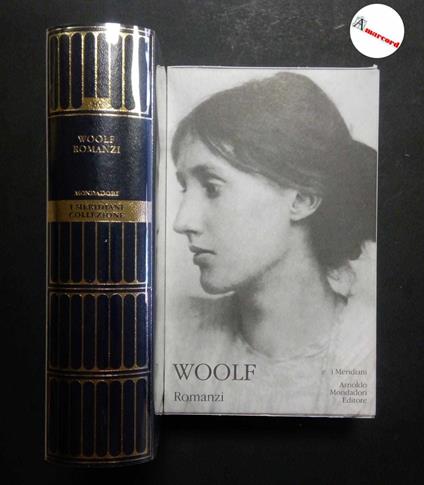 Amarcord
WOOLF
ROMANZI
MONDADORI
I MERIDIANI
COLLEZIONE
WOOLF
Romanzi
i Meridiani
Arnoldo
Mondadori
Editore